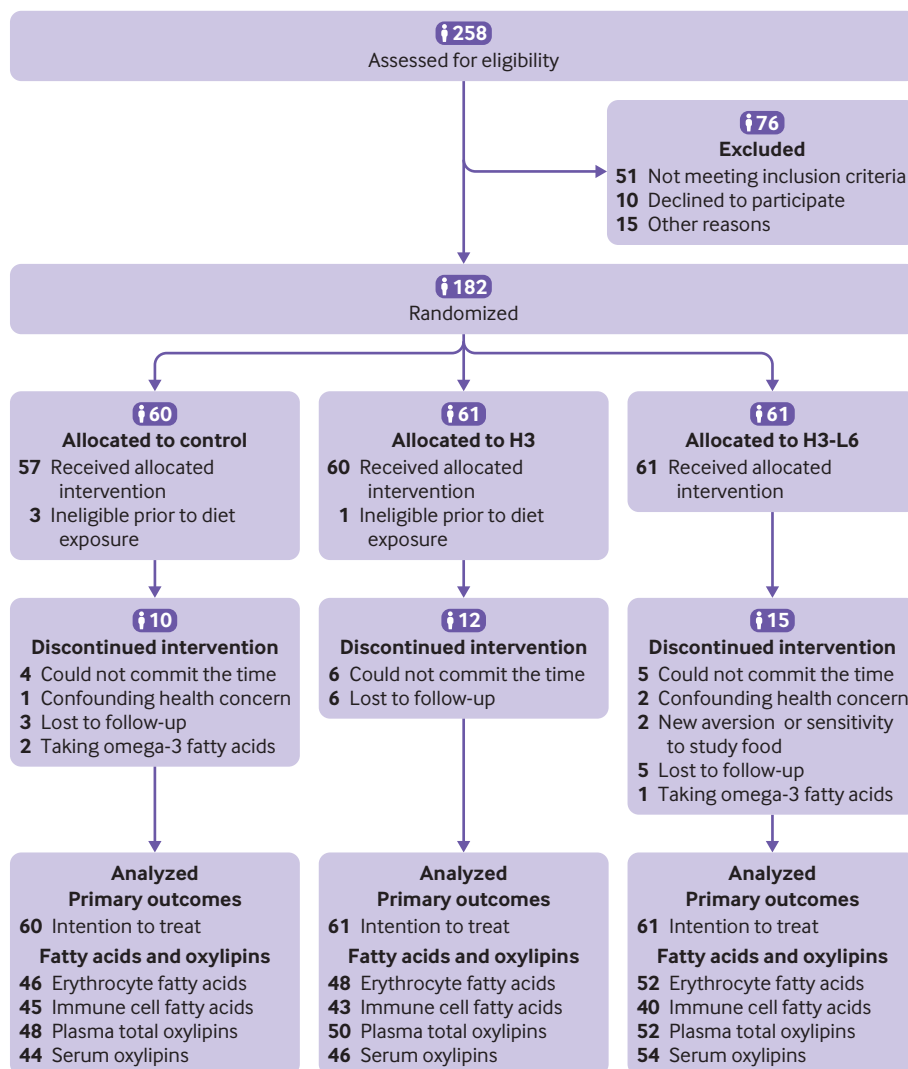 258
Assessed for eligibility
76
Excluded
51 Not meeting inclusion criteria
10 Declined to participate
15 Other reasons
182
Randomized
60
Allocated to control
57 Received allocated
intervention
3 Ineligible prior to diet
exposure
61
Allocated to H3
60 Received allocated
intervention
1 Ineligible prior to diet
exposure
61
Allocated to H3-L6
61 Received allocated
intervention
10
Discontinued intervention
4 Could not commit the time
1 Confounding health concern
3 Lost to follow-up
2 Taking omega-3 fatty acids
12
Discontinued intervention
6 Could not commit the time
6 Lost to follow-up
15
Discontinued intervention
5 Could not commit the time
2 Confounding health concern
2 New aversion or sensitivity
to study food
5 Lost to follow-up
1 Taking omega-3 fatty acids
Analyzed
Primary outcomes
60 Intention to treat
Fatty acids and oxylipins
46 Erythrocyte fatty acids
45 Immune cell fatty acids
48 Plasma total oxylipins
44 Serum oxylipins
Analyzed
Primary outcomes
61 Intention to treat
Fatty acids and oxylipins
48 Erythrocyte fatty acids
43 Immune cell fatty acids
50 Plasma total oxylipins
46 Serum oxylipins
Analyzed
Primary outcomes
61 Intention to treat
Fatty acids and oxylipins
52 Erythrocyte fatty acids
40 Immune cell fatty acids
52 Plasma total oxylipins
54 Serum oxylipins